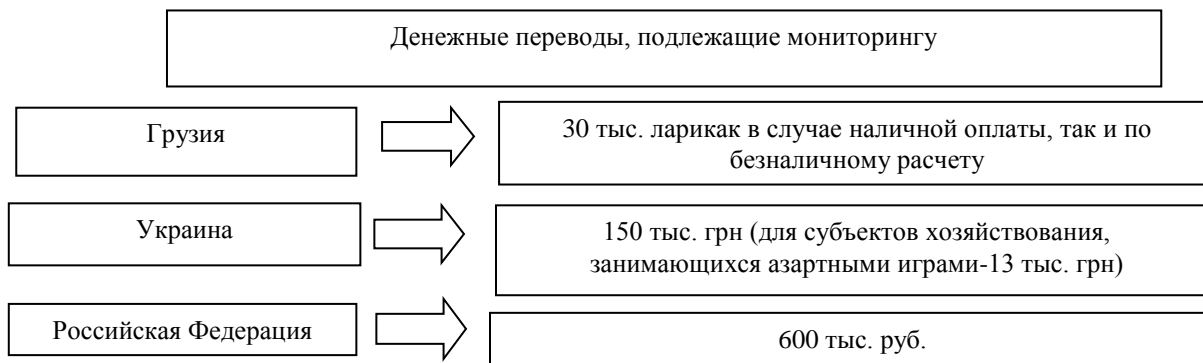 Денежные переводы, подлежащие мониторингу
Грузия
30 тыс. ларикак в случае наличной оплаты, так и по
безналичному расчету
Украина
150 тыс. грн (для субъектов хозяйствования,
занимающихся азартными играми-13 тыс. грн)
Российская Федерация
600 тыс. руб.